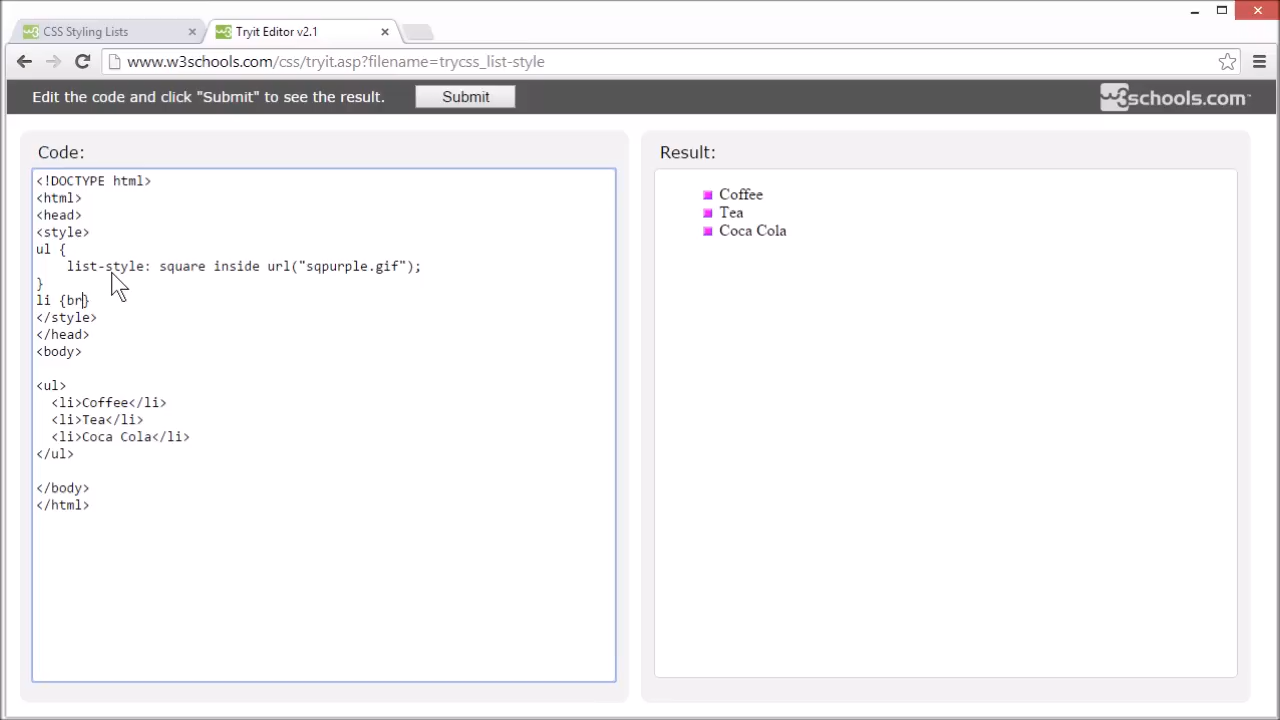 CSS Styling Lists
Tryit Editor v2.1
www.w3schools.com/css/tryit.asp?filename=trycss_list-style
Edit the code and click "Submit" to see the result.
Submit
w3schools.com
Code:
<!DOCTYPE html>
<html>
<head>
<style>
ul {
    list-style: square inside url("sqpurple.gif");
}
li {br}
</style>
</head>
<body>

<ul>
  <li>Coffee</li>
  <li>Tea</li>
  <li>Coca Cola</li>
</ul>

</body>
</html>
Result:
Coffee
Tea
Coca Cola